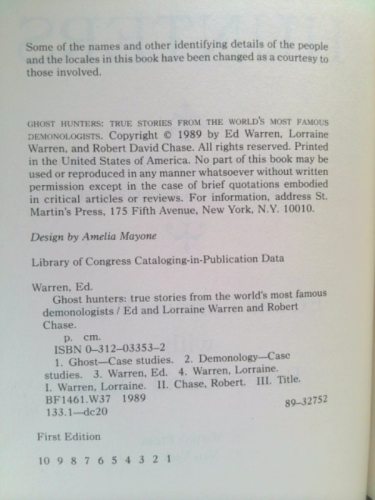 Some of the names and other identifying details of the people
and the locales in this book have been changed as a courtesy to
those involved.
GHOST HUNTERS: TRUE STORIES FROM THE WORLD'S MOST FAMOUS
DEMONOLOGISTS. Copyright © 1989 by Ed Warren, Lorraine
Warren, and Robert David Chase. All rights reserved. Printed
in the United States of America. No part of this book may be
used or reproduced in any manner whatsoever without written
permission except in the case of brief quotations embodied
in critical articles or reviews. For information, address St.
Martin's Press, 175 Fifth Avenue, New York, N.Y. 10010.
Design by Amelia Mayone
Library of Congress Cataloging-in-Publication Data
Warren, Ed.
Ghost hunters: true stories from the world's most famous
demonologists / Ed and Lorraine Warren and Robert
Chase.
p. cm.
ISBN 0-312-03353-2
1. Ghost—Case studies. 2. Demonology—Case
studies. 3. Warren, Ed. 4. Warren, Lorraine.
I. Warren, Lorraine. II. Chase, Robert. III. Title.
BF1461.W37 1989
133.1—dc20 89-32752
First Edition
10 9 8 7 6 5 4 3 2 1